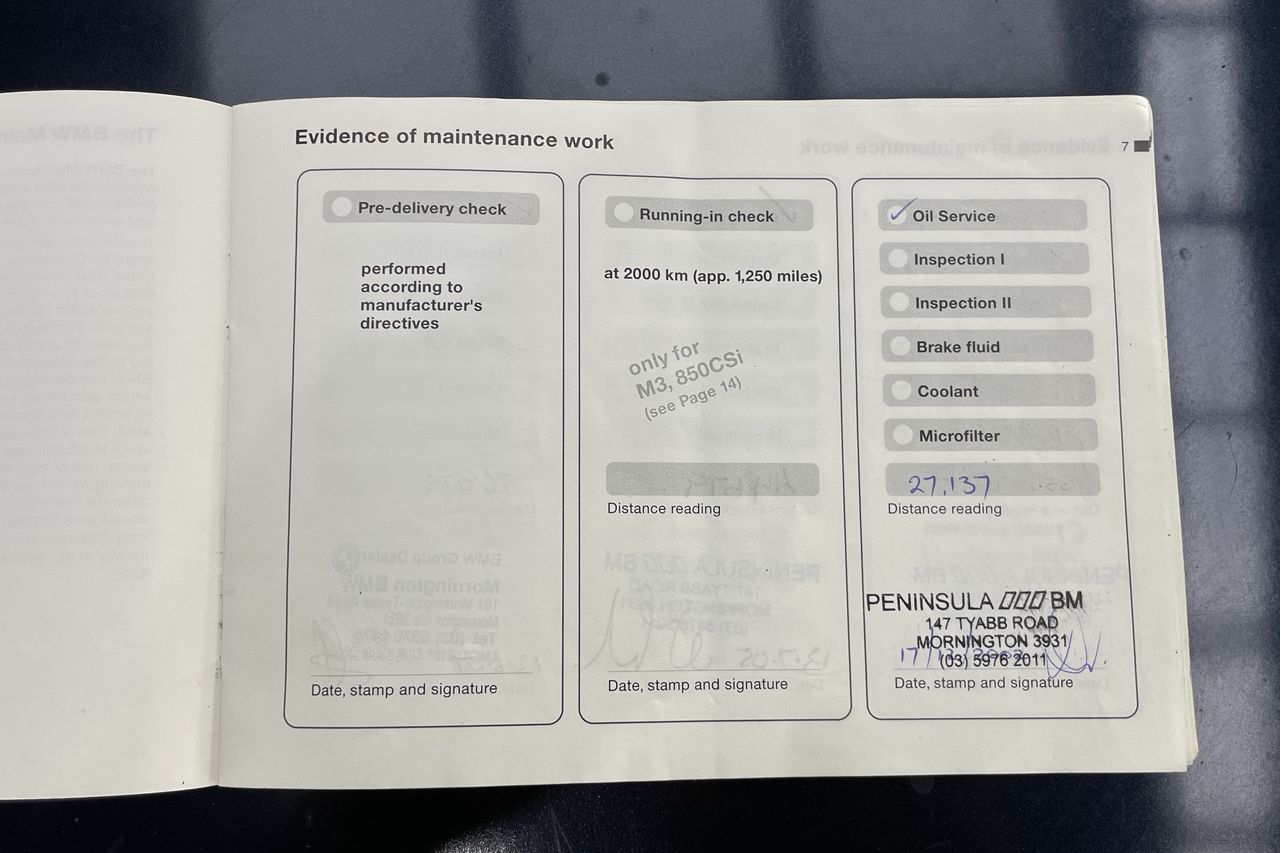 Evidence of maintenance work
7
Pre-delivery check
performed
according to
manufacturer's
directives
Date, stamp and signature
Running-in check
at 2000 km (app. 1,250 miles)
only for
M3, 850CSi
(see Page 14)
Distance reading
Date, stamp and signature
Oil Service
Inspection I
Inspection II
Brake fluid
Coolant
Microfilter
27,137
Distance reading
PENINSULA BM
147 TYABB ROAD
MORNINGTON 3931
(03) 5976 2011
Date, stamp and signature